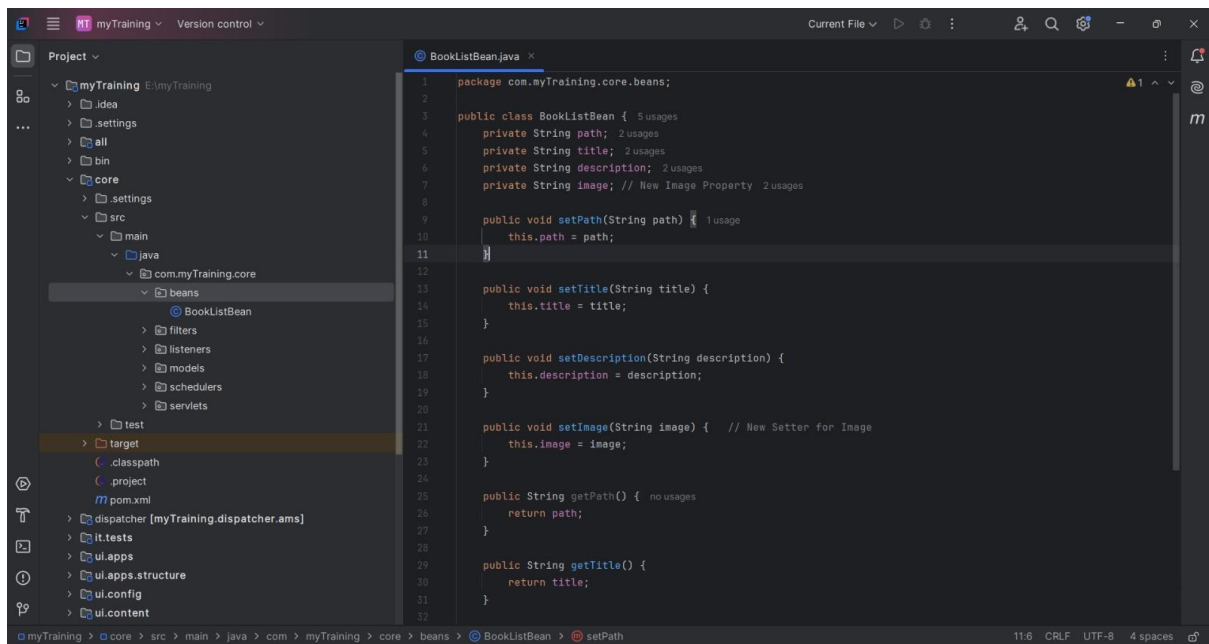 MT myTraining Version control Current File
Project
myTraining E:\myTraining
.idea
.settings
all
bin
core
.settings
src
main
java
com.myTraining.core
beans
BookListBean
filters
listeners
models
schedulers
servlets
test
target
.classpath
.project
m pom.xml
dispatcher [myTraining.dispatcher.ams]
it.tests
ui.apps
ui.apps.structure
ui.config
ui.content
BookListBean.java
1 package com.myTraining.core.beans; 1
2
3 public class BookListBean { 5 usages
4 private String path; 2 usages
5 private String title; 2 usages
6 private String description; 2 usages
7 private String image; // New Image Property 2 usages
8
9 public void setPath(String path) { 1 usage
10 this.path = path;
11 }
12
13 public void setTitle(String title) {
14 this.title = title;
15 }
16
17 public void setDescription(String description) {
18 this.description = description;
19 }
20
21 public void setImage(String image) { // New Setter for Image
22 this.image = image;
23 }
24
25 public String getPath() { no usages
26 return path;
27 }
28
29 public String getTitle() {
30 return title;
31 }
32
m
myTraining > core > src > main > java > com > myTraining > core > beans > BookListBean > setPath 11:6 CRLF UTF-8 4 spaces